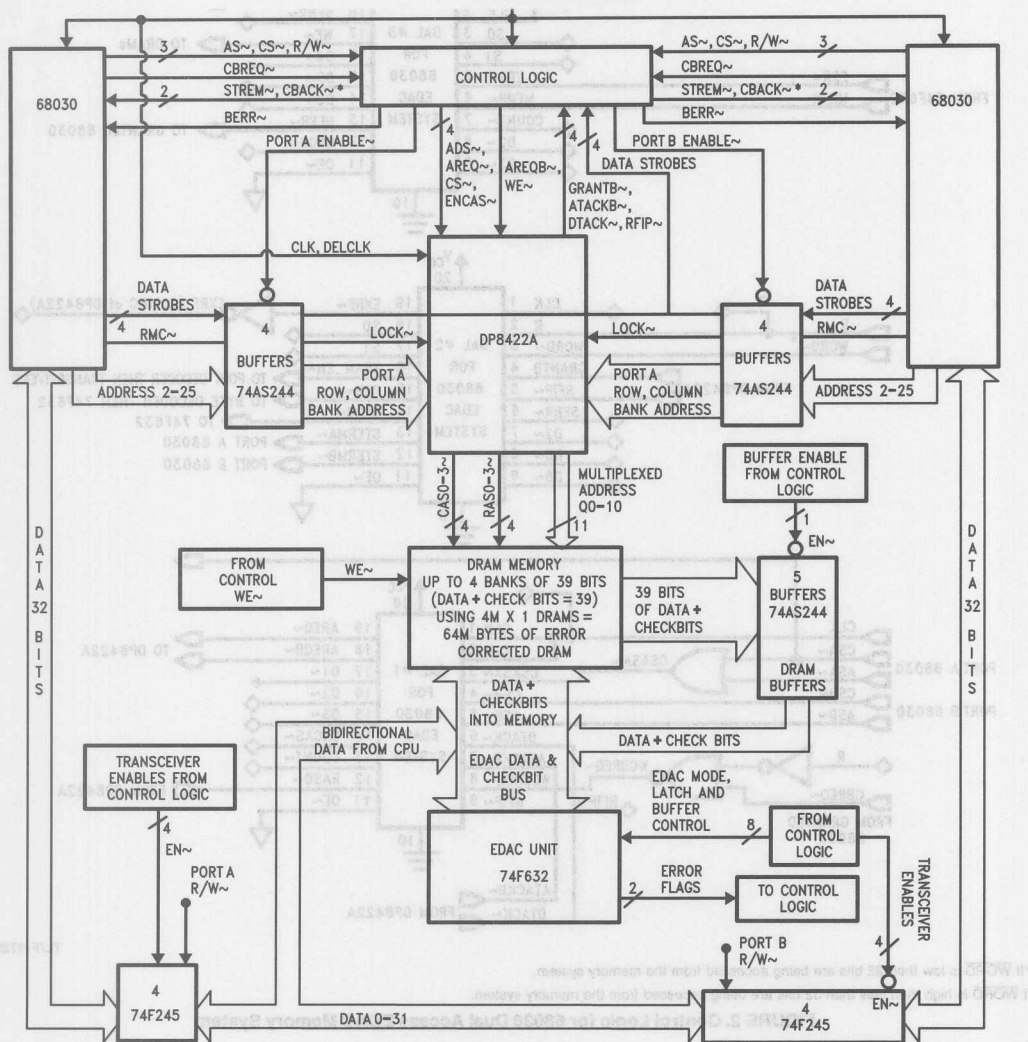 3
AS~, CS~, R/W~
CBREQ~
2
STREM~, CBACK~*
BERR~
68030
CONTROL LOGIC
AS~, CS~, R/W~
3
CBREQ~
STREM~, CBACK~*
2
BERR~
68030
PORT A ENABLE~
4
ADS~,
AREQ~,
CS~,
ENCAS~
AREQB~,
WE~
4
4
PORT B ENABLE~
DATA STROBES
GRANTB~,
ATACKB~,
DTACK~, RFIP~
CLK, DELCLK
DATA
STROBES
4
RMC~
4
BUFFERS
74AS244
LOCK~
PORT A
ROW, COLUMN
BANK ADDRESS
DP8422A
LOCK~
PORT A
ROW, COLUMN
BANK ADDRESS
4
BUFFERS
74AS244
DATA
STROBES
4
RMC~
ADDRESS 2-25
ADDRESS 2-25
CAS0-3~
4
RAS0-3~
4
MULTIPLEXED
ADDRESS
Q0-10
11
BUFFER ENABLE
FROM CONTROL
LOGIC
1
EN~
DATA 32 BITS
DATA 32 BITS
FROM
CONTROL
WE~
WE~
DRAM MEMORY
UP TO 4 BANKS OF 39 BITS
(DATA + CHECK BITS = 39)
USING 4M X 1 DRAMS =
64M BYTES OF ERROR
CORRECTED DRAM
39 BITS
OF DATA +
CHECKBITS
5
BUFFERS
74AS244
DRAM
BUFFERS
DATA +
CHECKBITS
INTO MEMORY
BIDIRECTIONAL
DATA FROM CPU
DATA + CHECK BITS
EDAC DATA &
CHECKBIT
BUS
TRANSCEIVER
ENABLES FROM
CONTROL LOGIC
4
EN~
PORT A
R/W~
EDAC MODE,
LATCH AND
BUFFER
CONTROL
8
FROM
CONTROL
LOGIC
EDAC UNIT
74F632
2
ERROR
FLAGS
TO CONTROL
LOGIC
TRANSCEIVER
ENABLES
4
PORT B
R/W~
4
74F245
DATA 0-31
EN~
4
74F245